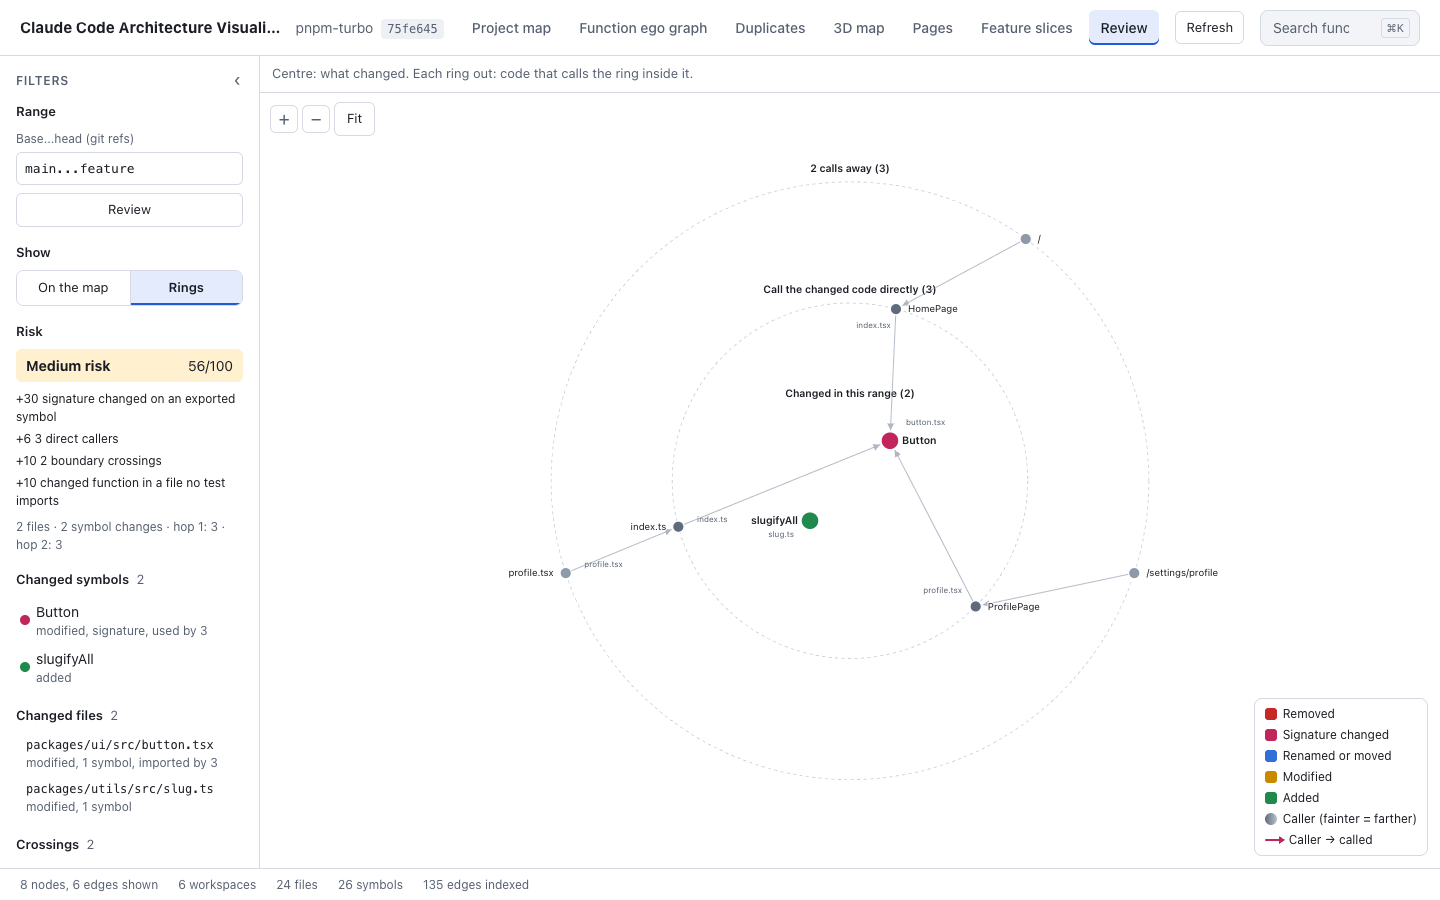 Claude Code Architecture Visuali... pnpm-turbo 75fe645 Project map Function ego graph Duplicates 3D map Pages Feature slices Review Refresh Search func ⌘K
FILTERS
Centre: what changed. Each ring out: code that calls the ring inside it.
Range
Base...head (git refs)
main...feature
Review
Show
On the map Rings
Risk
Medium risk 56/100
+30 signature changed on an exported
symbol
+6 3 direct callers
+10 2 boundary crossings
+10 changed function in a file no test
imports
2 files · 2 symbol changes · hop 1: 3 ·
hop 2: 3
Changed symbols 2
Button
modified, signature, used by 3
slugifyAll
added
Changed files 2
packages/ui/src/button.tsx
modified, 1 symbol, imported by 3
packages/utils/src/slug.ts
modified, 1 symbol
Crossings 2
+ − Fit
2 calls away (3)
/
Call the changed code directly (3)
HomePage
index.tsx
Changed in this range (2)
button.tsx
Button
index.ts
index.ts
slugifyAll
slug.ts
profile.tsx
profile.tsx
/settings/profile
profile.tsx
ProfilePage
Removed
Signature changed
Renamed or moved
Modified
Added
Caller (fainter = farther)
Caller → called
8 nodes, 6 edges shown 6 workspaces 24 files 26 symbols 135 edges indexed